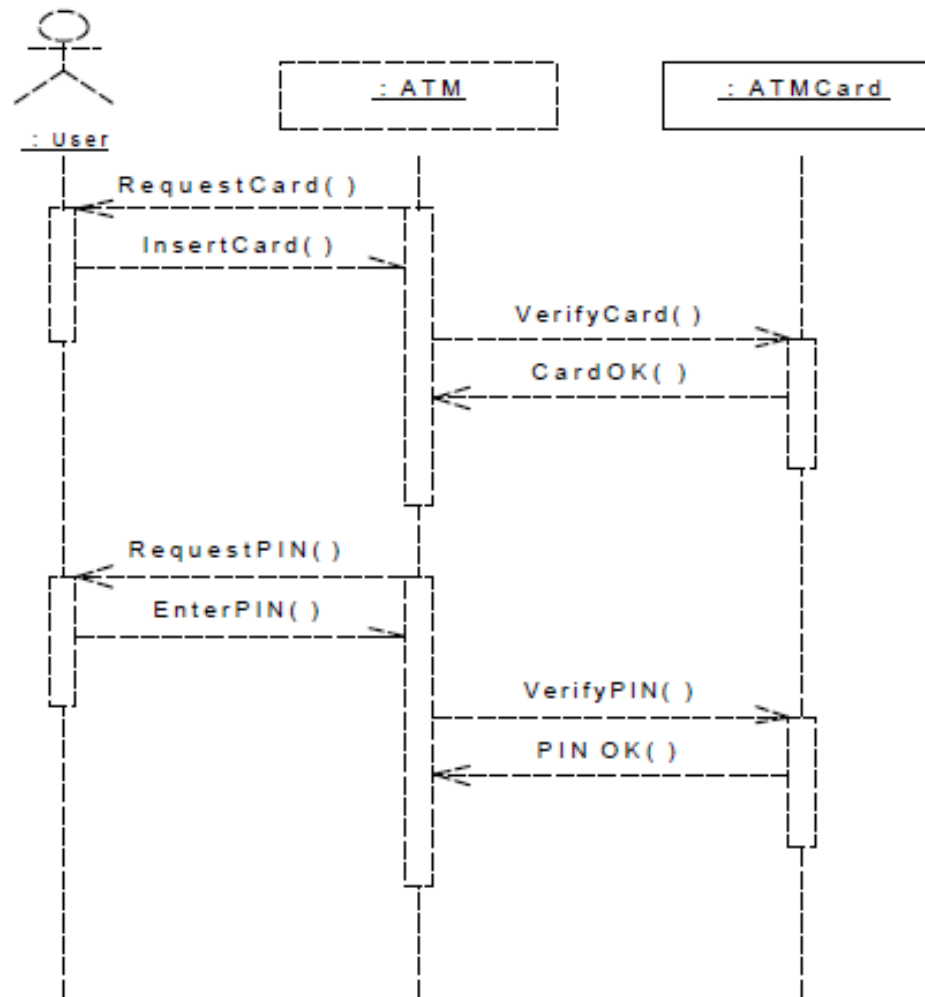 : ATM
: ATMCard
: User
RequestCard( )
InsertCard( )
VerifyCard( )
CardOK( )
RequestPIN( )
EnterPIN( )
VerifyPIN( )
PIN OK( )